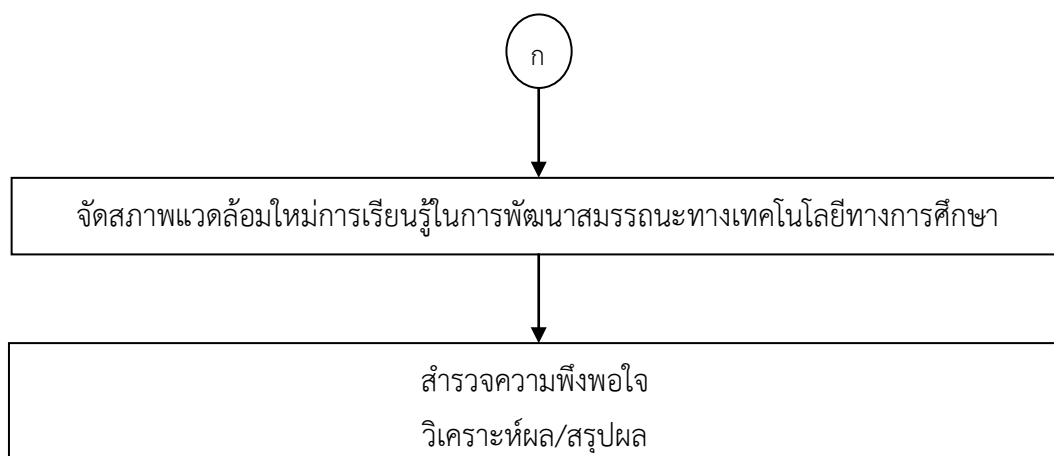 ก
จัดสภาพแวดล้อมใหม่การเรียนรู้ในการพัฒนาสมรรถนะทางเทคโนโลยีทางการศึกษา
สำรวจความพึงพอใจ
วิเคราะห์ผล/สรุปผล